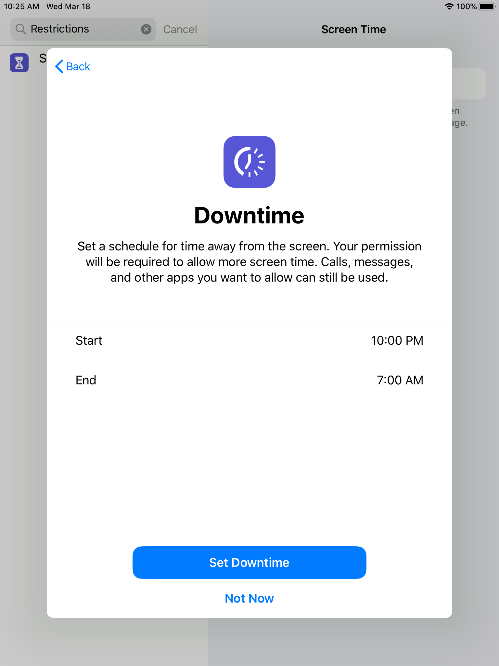 10:25 AM Wed Mar 18
100%
Restrictions
Cancel
Screen Time
S
Back
en
age.
Downtime
Set a schedule for time away from the screen. Your permission
will be required to allow more screen time. Calls, messages,
and other apps you want to allow can still be used.
Start 10:00 PM
End 7:00 AM
Set Downtime
Not Now